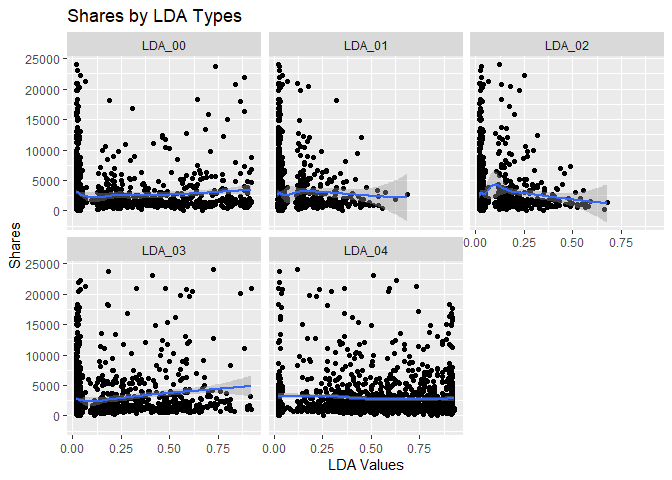 Shares by LDA Types
LDA_00 LDA_01 LDA_02
25000
20000
15000
10000
5000
0
0.00 0.25 0.50 0.75
LDA_03 LDA_04
25000
20000
15000
10000
5000
0
0.00 0.25 0.50 0.75 0.00 0.25 0.50 0.75
Shares
LDA Values